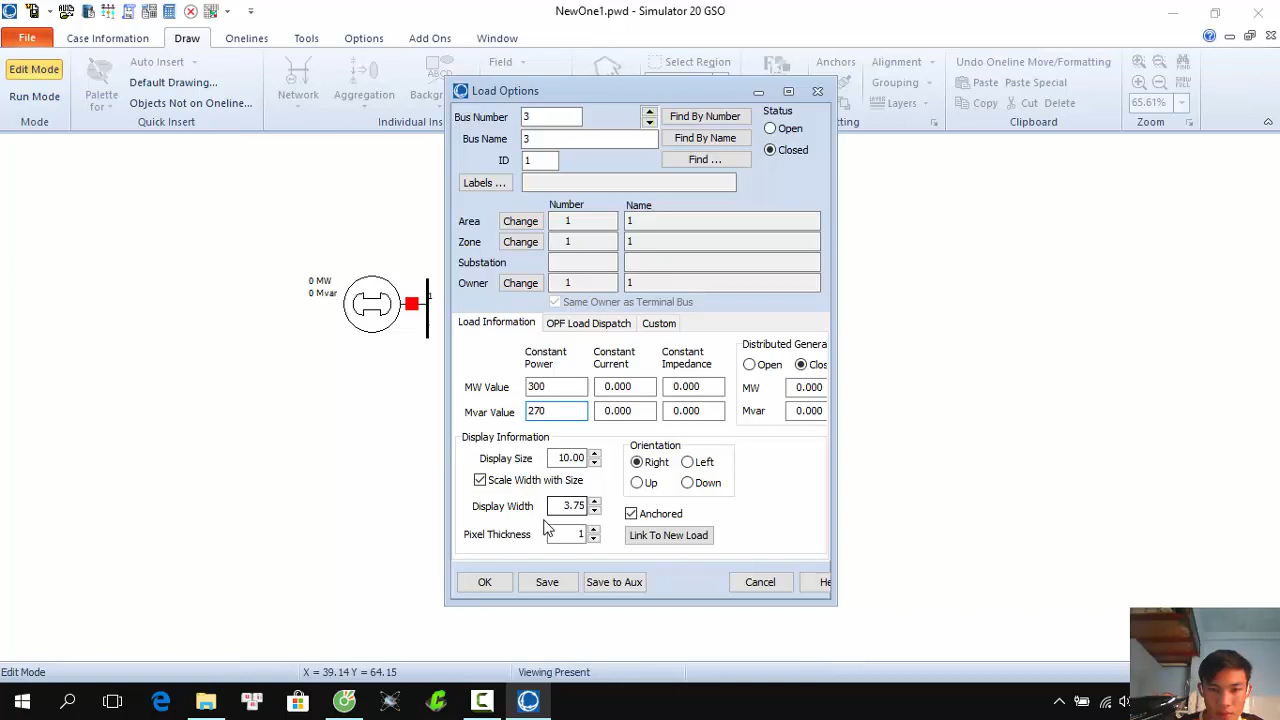 NewOne1.pwd - Simulator 20 GSO
File Case Information Draw Onelines Tools Options Add Ons Window
Edit Mode
Run Mode
Mode
Palette
for
Auto Insert
Default Drawing...
Objects Not on Onelines...
Quick Insert
Network
Aggregation
Backgr
Individual Ins
Field
Select Region
Anchors
Alignment
Grouping
Layers
tting
Undo Oneline Move/Formatting
Paste Paste Special
Copy Cut Delete
Clipboard
65.61%
Zoom
Load Options
Bus Number 3 Find By Number
Bus Name 3 Find By Name
ID 1 Find ...
Labels ...
Status
Open
Closed
Number Name
Area Change 1 1
Zone Change 1 1
Substation
Owner Change 1 1
Same Owner as Terminal Bus
Load Information OPF Load Dispatch Custom
Constant Power Constant Current Constant Impedance
MW Value 300 0.000 0.000
Mvar Value 270 0.000 0.000
Distributed Genera
Open Clos
MW 0.000
Mvar 0.000
Display Information
Display Size 10.00
Scale Width with Size
Display Width 3.75
Pixel Thickness 1
Orientation
Right Left
Up Down
Anchored
Link To New Load
OK Save Save to Aux Cancel He
0 MW
0 Mvar
1
Edit Mode X = 39.14 Y = 64.15 Viewing Present